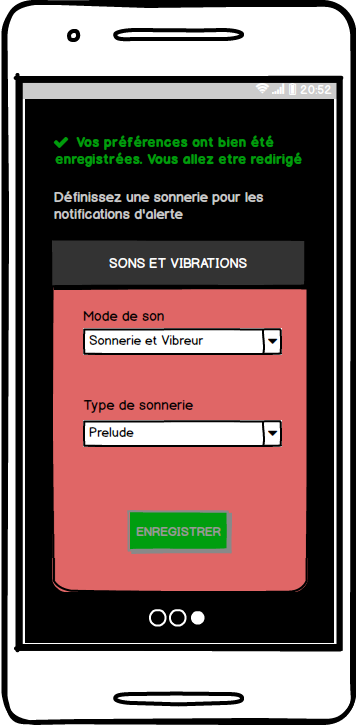 20:52
Vos préférences ont bien été
enregistrées. Vous allez etre redirigé
Définissez une sonnerie pour les
notifications d'alerte
SONS ET VIBRATIONS
Mode de son
Sonnerie et Vibreur
Type de sonnerie
Prelude
ENREGISTRER